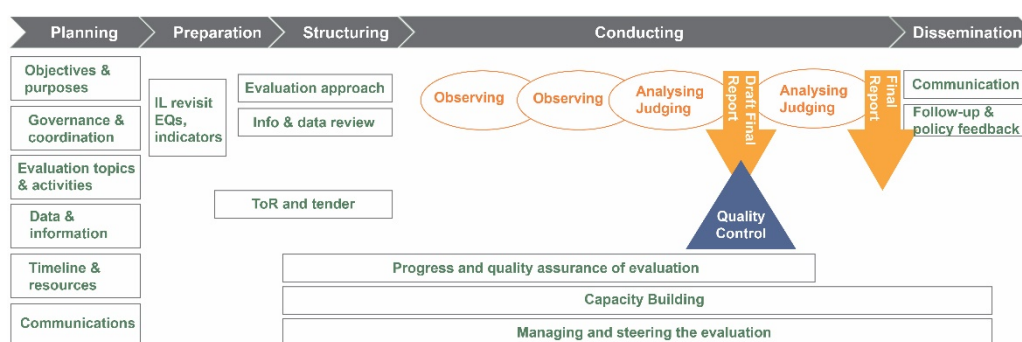 Planning
Preparation
Structuring
Conducting
Dissemination
Objectives &
purposes
Governance &
coordination
Evaluation topics
& activities
Data &
information
Timeline &
resources
Communications
IL revisit
EQs,
indicators
Evaluation approach
Info & data review
ToR and tender
Observing
Observing
Analysing
Judging
Draft Final
Report
Analysing
Judging
Final
Report
Communication
Follow-up &
policy feedback
Quality
Control
Progress and quality assurance of evaluation
Capacity Building
Managing and steering the evaluation